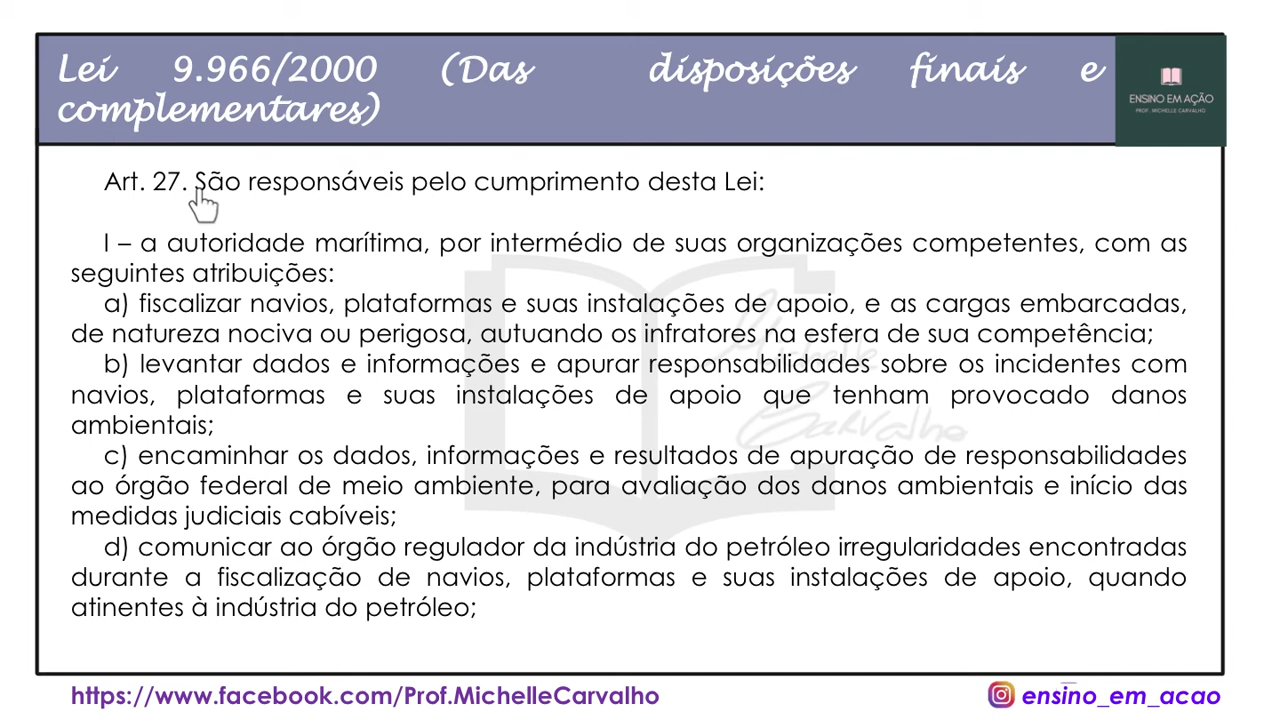 Lei 9.966/2000 (Das disposições finais e
complementares)
ENSINO EM AÇÃO
PROF. MICHELLE CARVALHO
Art. 27. São responsáveis pelo cumprimento desta Lei:
I – a autoridade marítima, por intermédio de suas organizações competentes, com as
seguintes atribuições:
a) fiscalizar navios, plataformas e suas instalações de apoio, e as cargas embarcadas,
de natureza nociva ou perigosa, autuando os infratores na esfera de sua competência;
b) levantar dados e informações e apurar responsabilidades sobre os incidentes com
navios, plataformas e suas instalações de apoio que tenham provocado danos
ambientais;
c) encaminhar os dados, informações e resultados de apuração de responsabilidades
ao órgão federal de meio ambiente, para avaliação dos danos ambientais e início das
medidas judiciais cabíveis;
d) comunicar ao órgão regulador da indústria do petróleo irregularidades encontradas
durante a fiscalização de navios, plataformas e suas instalações de apoio, quando
atinentes à indústria do petróleo;
Michelle
Carvalho
https://www.facebook.com/Prof.MichelleCarvalho
ensino_em_acao